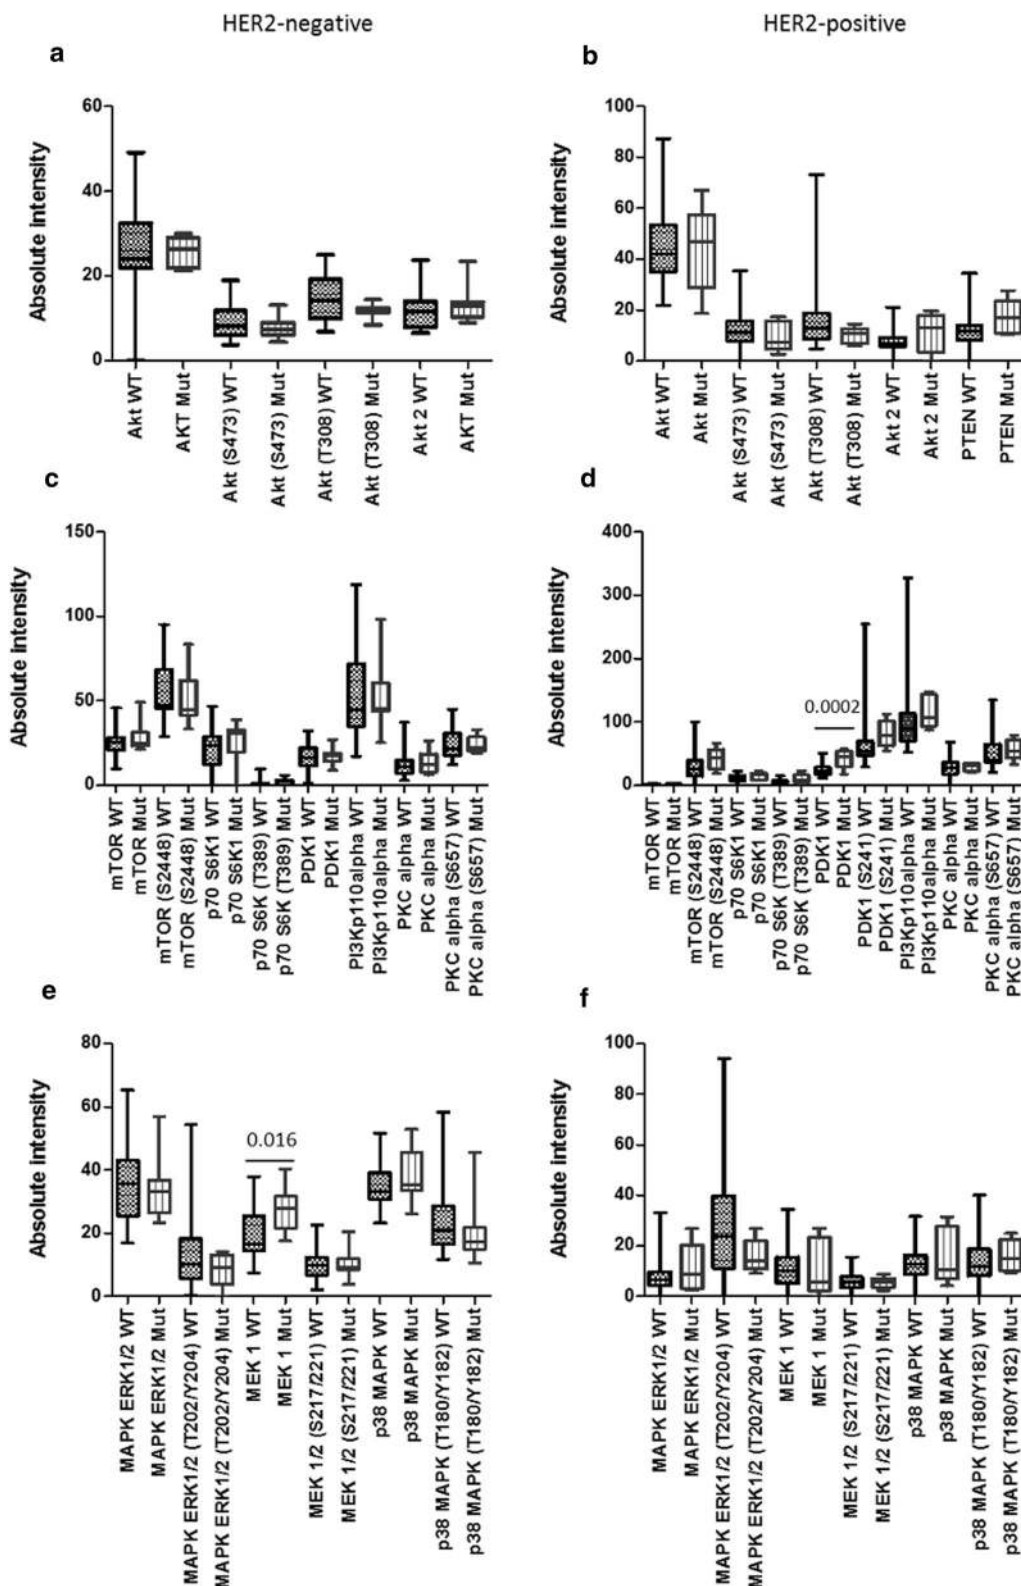 HER2-negative
HER2-positive
a
Absolute intensity
60
40
20
0
Akt WT
AKT Mut
Akt (S473) WT
Akt (S473) Mut
Akt (T308) WT
Akt (T308) Mut
Akt 2 WT
AKT Mut
b
Absolute intensity
100
80
60
40
20
0
Akt WT
Akt Mut
Akt (S473) WT
Akt (S473) Mut
Akt (T308) WT
Akt (T308) Mut
Akt 2 WT
Akt 2 Mut
PTEN WT
PTEN Mut
c
Absolute intensity
150
100
50
0
mTOR WT
mTOR Mut
mTOR (S2448) WT
mTOR (S2448) Mut
p70 S6K1 WT
p70 S6K1 Mut
p70 S6K (T389) WT
p70 S6K (T389) Mut
PDK1 WT
PDK1 Mut
PI3Kp110alpha WT
PI3Kp110alpha Mut
PKC alpha WT
PKC alpha Mut
PKC alpha (S657) WT
PKC alpha (S657) Mut
d
Absolute intensity
400
300
200
100
0
0.0002
mTOR WT
mTOR Mut
mTOR (S2448) WT
mTOR (S2448) Mut
p70 S6K1 WT
p70 S6K1 Mut
p70 S6K (T389) WT
p70 S6K (T389) Mut
PDK1 WT
PDK1 Mut
PDK1 (S241) WT
PDK1 (S241) Mut
PI3Kp110alpha WT
PI3Kp110alpha Mut
PKC alpha WT
PKC alpha Mut
PKC alpha (S657) WT
PKC alpha (S657) Mut
e
Absolute intensity
80
60
40
20
0
0.016
MAPK ERK1/2 WT
MAPK ERK1/2 Mut
MAPK ERK1/2 (T202/Y204) WT
MAPK ERK1/2 (T202/Y204) Mut
MEK 1 WT
MEK 1 Mut
MEK 1/2 (S217/221) WT
MEK 1/2 (S217/221) Mut
p38 MAPK WT
p38 MAPK Mut
p38 MAPK (T180/Y182) WT
p38 MAPK (T180/Y182) Mut
f
Absolute intensity
100
80
60
40
20
0
MAPK ERK1/2 WT
MAPK ERK1/2 Mut
MAPK ERK1/2 (T202/Y204) WT
MAPK ERK1/2 (T202/Y204) Mut
MEK 1 WT
MEK 1 Mut
MEK 1/2 (S217/221) WT
MEK 1/2 (S217/221) Mut
p38 MAPK WT
p38 MAPK Mut
p38 MAPK (T180/Y182) WT
p38 MAPK (T180/Y182) Mut